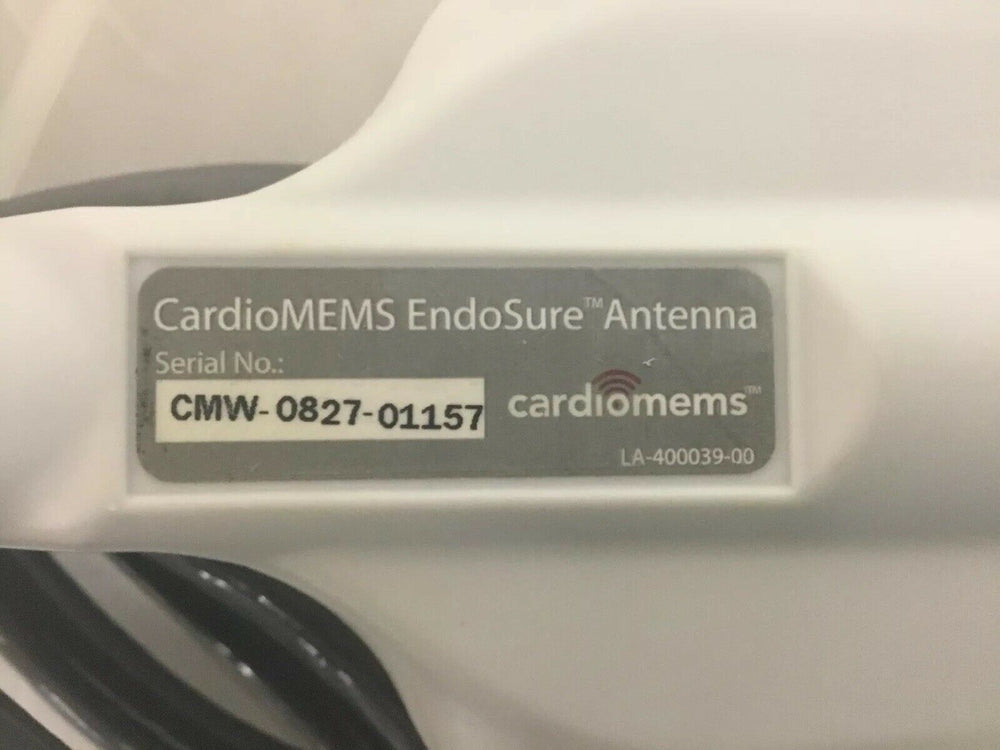 CardioMEMS EndoSure™ Antenna
Serial No.:
CMW-0827-01157
cardiomems™
LA-400039-00